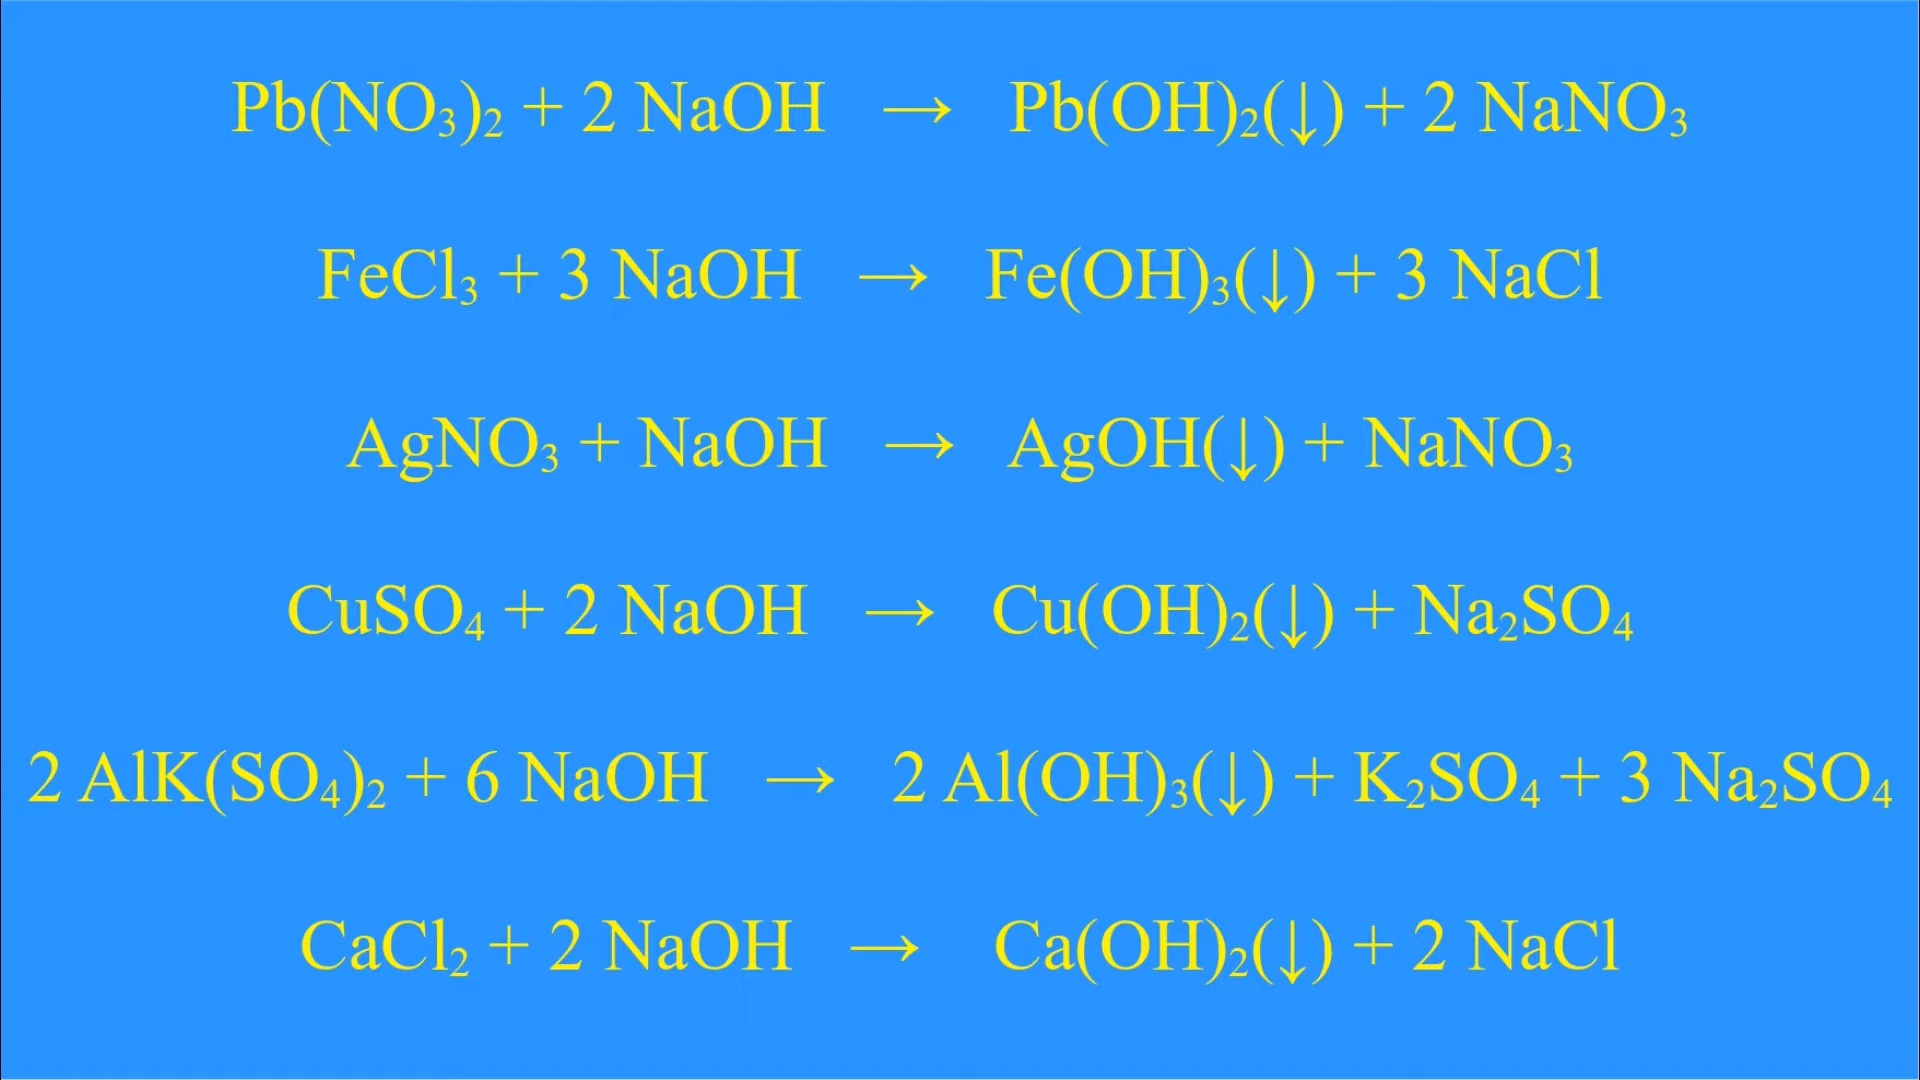 Pb(NO₃)₂ + 2 NaOH → Pb(OH)₂(↓) + 2 NaNO₃
FeCl₃ + 3 NaOH → Fe(OH)₃(↓) + 3 NaCl
AgNO₃ + NaOH → AgOH(↓) + NaNO₃
CuSO₄ + 2 NaOH → Cu(OH)₂(↓) + Na₂SO₄
2 AlK(SO₄)₂ + 6 NaOH → 2 Al(OH)₃(↓) + K₂SO₄ + 3 Na₂SO₄
CaCl₂ + 2 NaOH → Ca(OH)₂(↓) + 2 NaCl